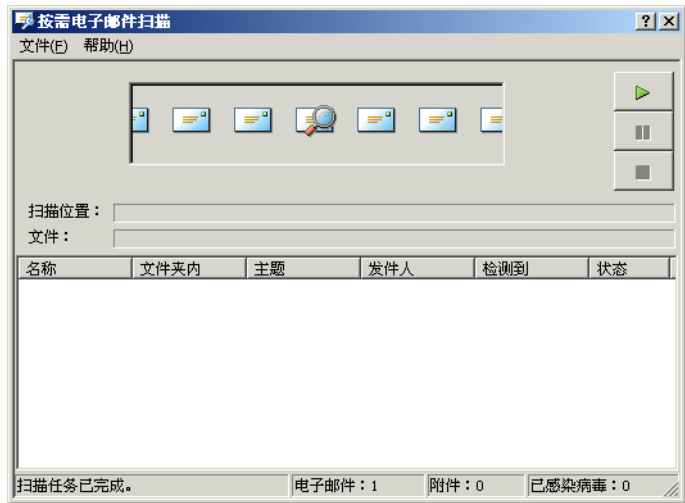 按需电子邮件扫描
文件(F) 帮助(H)
扫描位置：
文件：
名称 文件夹内 主题 发件人 检测到 状态
扫描任务已完成。 电子邮件：1 附件：0 已感染病毒：0